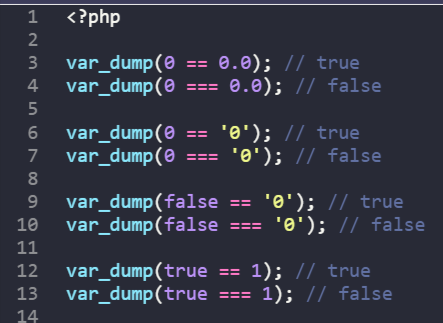 1 <?php
2
3 var_dump(0 == 0.0); // true
4 var_dump(0 === 0.0); // false
5
6 var_dump(0 == '0'); // true
7 var_dump(0 === '0'); // false
8
9 var_dump(false == '0'); // true
10 var_dump(false === '0'); // false
11
12 var_dump(true == 1); // true
13 var_dump(true === 1); // false
14